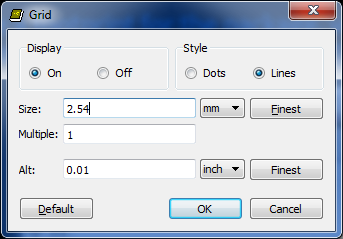 Grid
Display
Style
On
Off
Dots
Lines
Size:
2.54
mm
Finest
Multiple:
1
Alt:
0.01
inch
Finest
Default
OK
Cancel